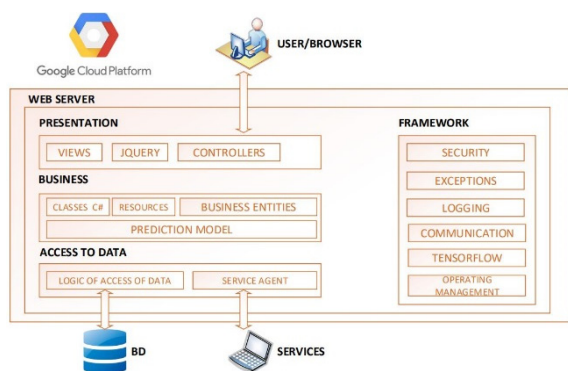 Google Cloud Platform
USER/BROWSER
WEB SERVER
PRESENTATION
VIEWS
JQUERY
CONTROLLERS
BUSINESS
CLASSES C#
RESOURCES
BUSINESS ENTITIES
PREDICTION MODEL
ACCESS TO DATA
LOGIC OF ACCESS OF DATA
SERVICE AGENT
FRAMEWORK
SECURITY
EXCEPTIONS
LOGGING
COMMUNICATION
TENSORFLOW
OPERATING
MANAGEMENT
BD
SERVICES